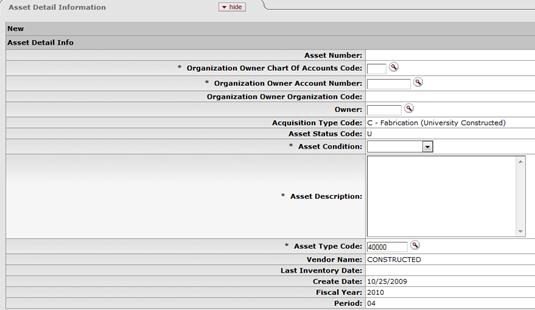 Asset Detail Information
hide
New
Asset Detail Info
Asset Number:
* Organization Owner Chart Of Accounts Code:
* Organization Owner Account Number:
Organization Owner Organization Code:
Owner:
Acquisition Type Code: C - Fabrication (University Constructed)
Asset Status Code: U
* Asset Condition:
* Asset Description:
* Asset Type Code: 40000
Vendor Name: CONSTRUCTED
Last Inventory Date:
Create Date: 10/25/2009
Fiscal Year: 2010
Period: 04